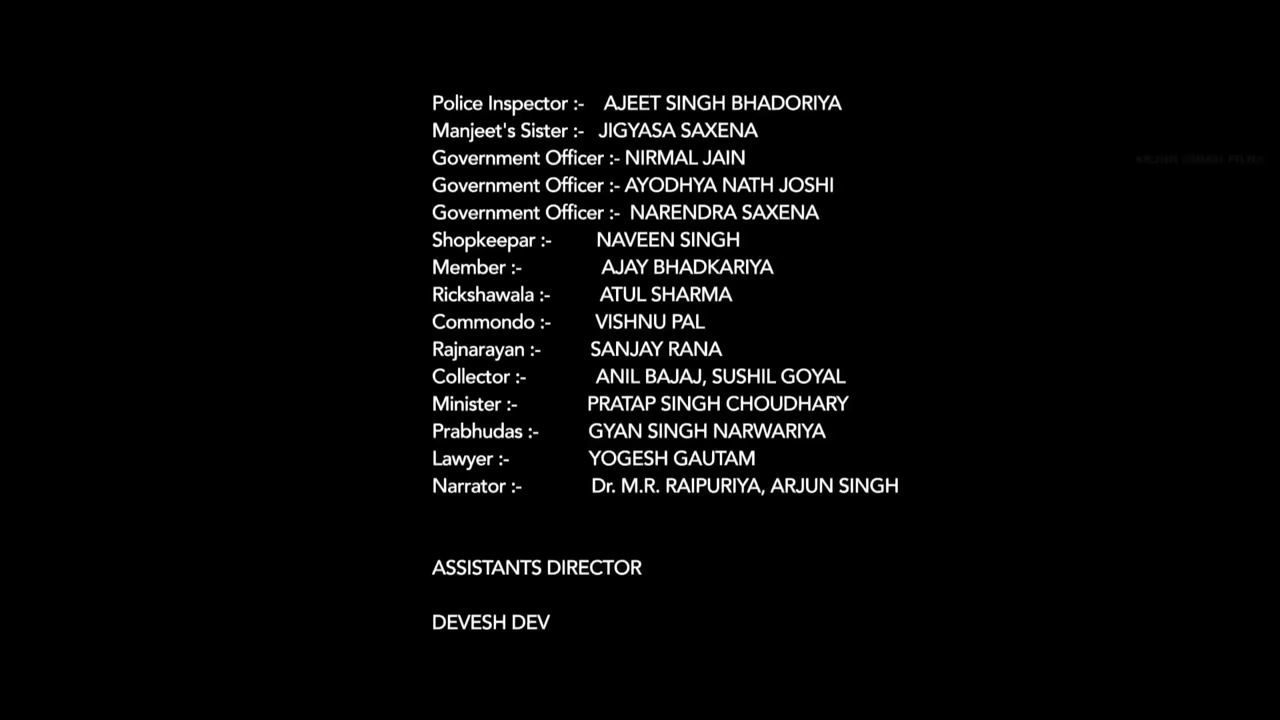 Police Inspector :- AJEET SINGH BHADORIYA
Manjeet's Sister :- JIGYASA SAXENA
Government Officer :- NIRMAL JAIN
Government Officer :- AYODHYA NATH JOSHI
Government Officer :- NARENDRA SAXENA
Shopkeepar :- NAVEEN SINGH
Member :- AJAY BHADKARIYA
Rickshawala :- ATUL SHARMA
Commondo :- VISHNU PAL
Rajnarayan :- SANJAY RANA
Collector :- ANIL BAJAJ, SUSHIL GOYAL
Minister :- PRATAP SINGH CHOUDHARY
Prabhudas :- GYAN SINGH NARWARIYA
Lawyer :- YOGESH GAUTAM
Narrator :- Dr. M.R. RAIPURIYA, ARJUN SINGH
ASSISTANTS DIRECTOR
DEVESH DEV